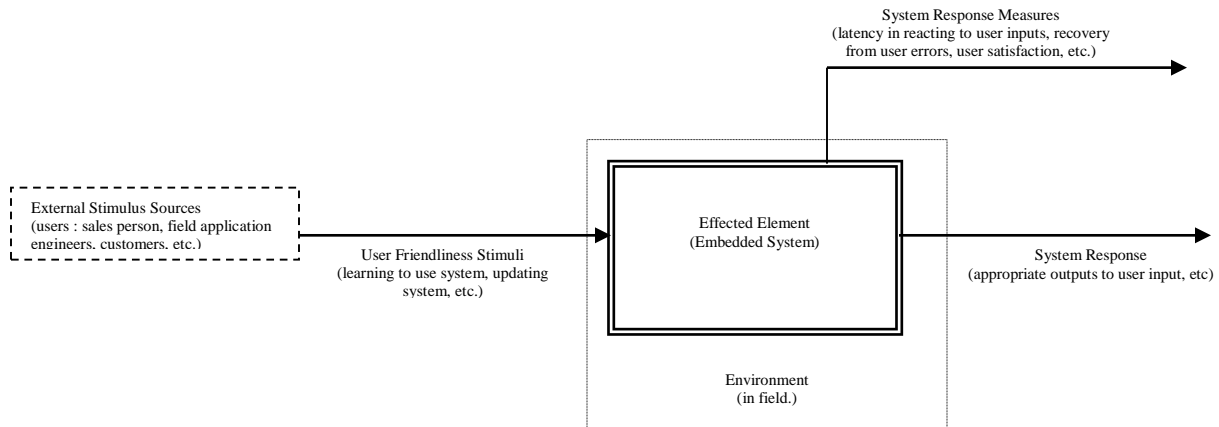 System Response Measures
(latency in reacting to user inputs, recovery
from user errors, user satisfaction, etc.)
External Stimulus Sources
(users : sales person, field application
engineers, customers, etc.)
User Friendliness Stimuli
(learning to use system, updating
system, etc.)
Effected Element
(Embedded System)
System Response
(appropriate outputs to user input, etc)
Environment
(in field.)